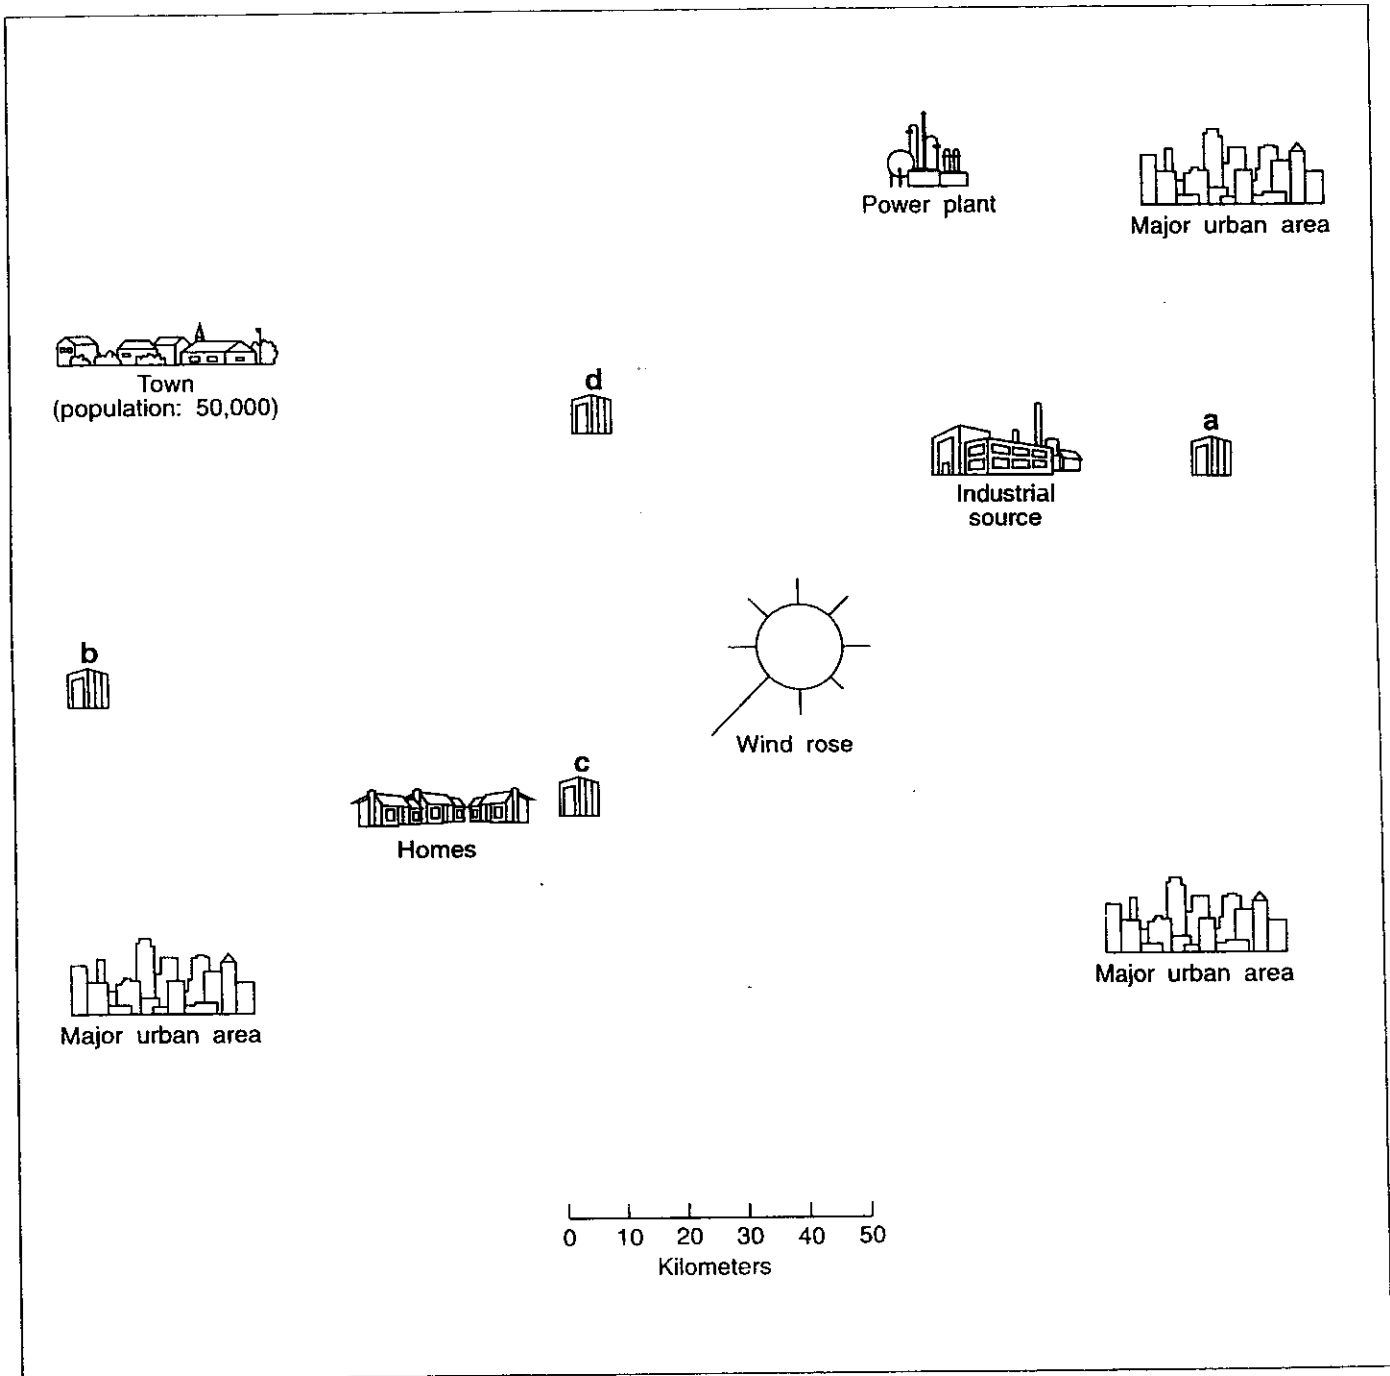 Power plant
Major urban area
Town
(population: 50,000)
d
a
Industrial
source
b
Wind rose
c
Homes
Major urban area
Major urban area
0 10 20 30 40 50
Kilometers